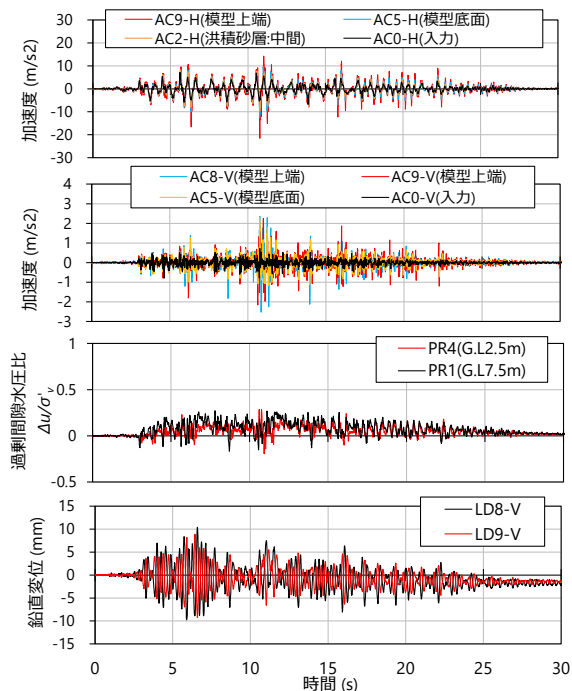 AC9-H(模型上端) AC5-H(模型底面)
AC2-H(洪積砂層:中間) AC0-H(入力)
加速度 (m/s2)
30
20
10
0
-10
-20
-30
AC8-V(模型上端) AC9-V(模型上端)
AC5-V(模型底面) AC0-V(入力)
加速度 (m/s2)
4
3
2
1
0
-1
-2
-3
PR4(G.L2.5m)
PR1(G.L7.5m)
過剰間隙水圧比
Δu/σ'v
1
0.5
0
-0.5
LD8-V
LD9-V
鉛直変位 (mm)
15
10
5
0
-5
-10
-15
0 5 10 15 20 25 30
時間 (s)